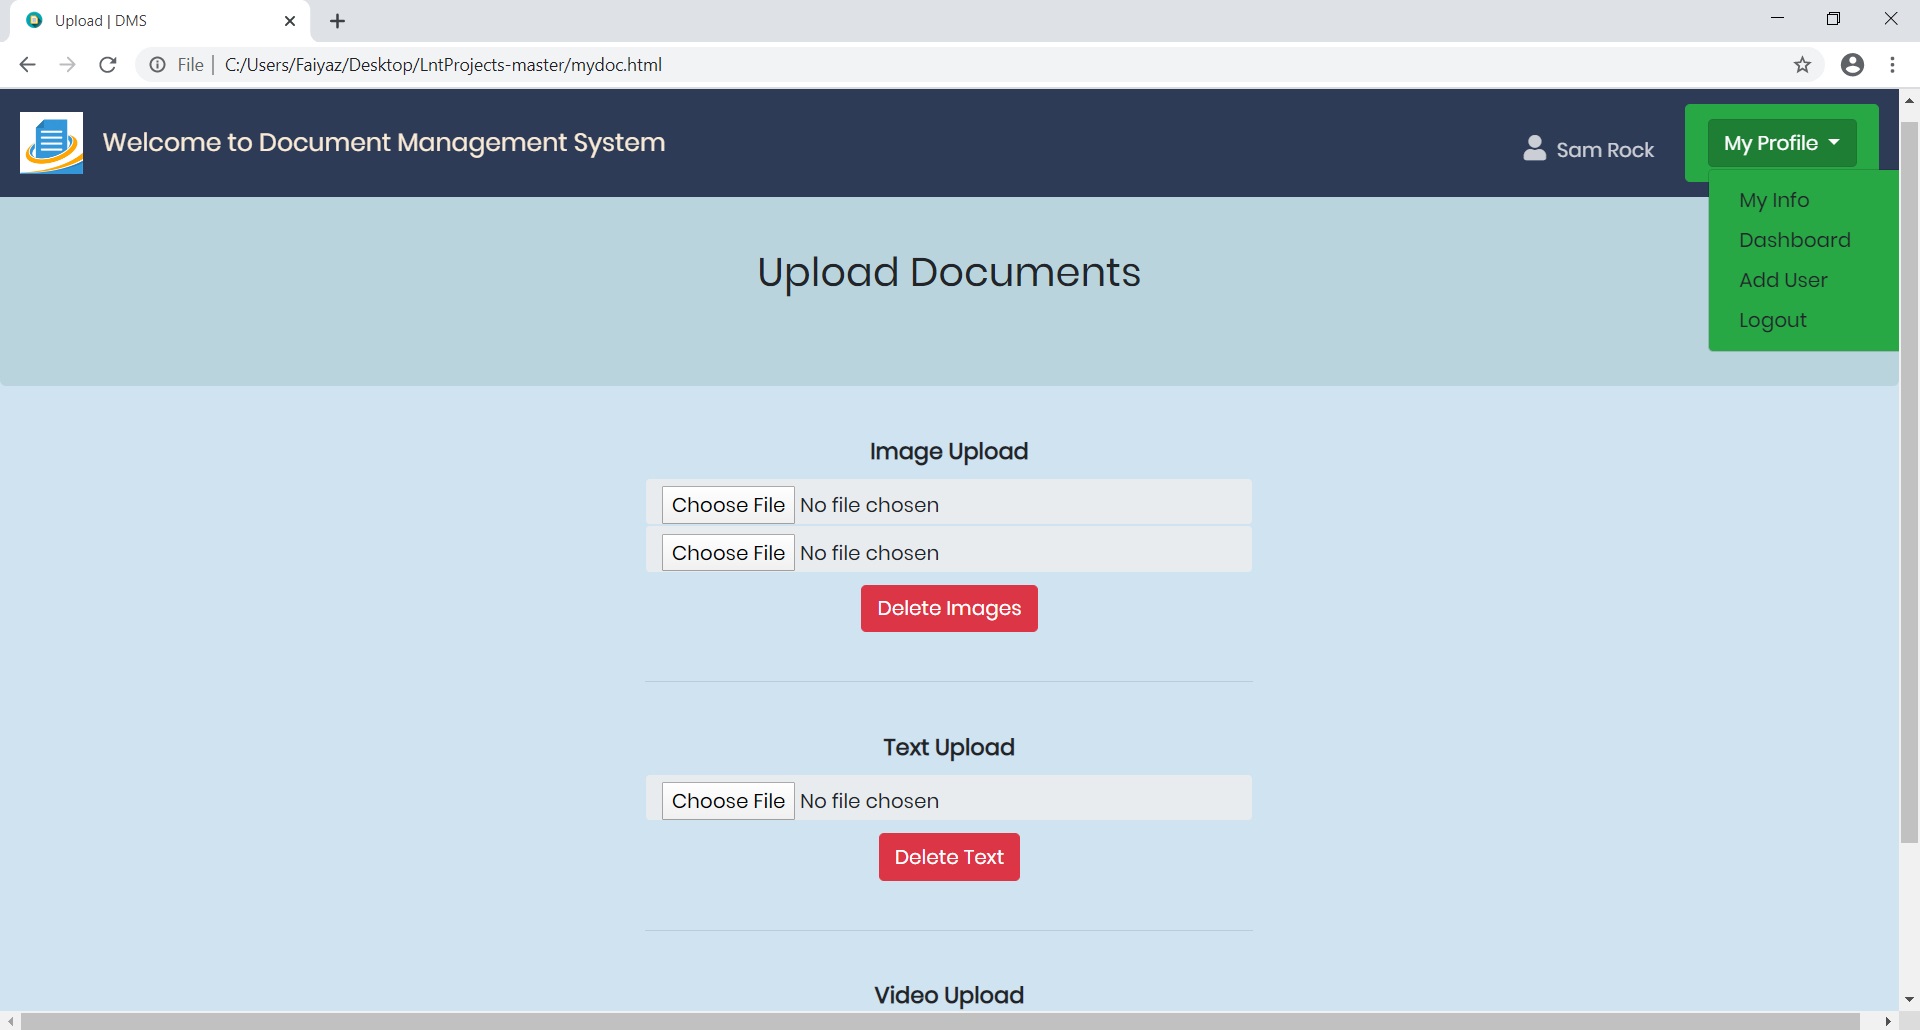 Upload | DMS
File | C:/Users/Faiyaz/Desktop/LntProjects-master/mydoc.html
Welcome to Document Management System
Sam Rock
My Profile
My Info
Dashboard
Add User
Logout
Upload Documents
Image Upload
Choose File No file chosen
Choose File No file chosen
Delete Images
Text Upload
Choose File No file chosen
Delete Text
Video Upload